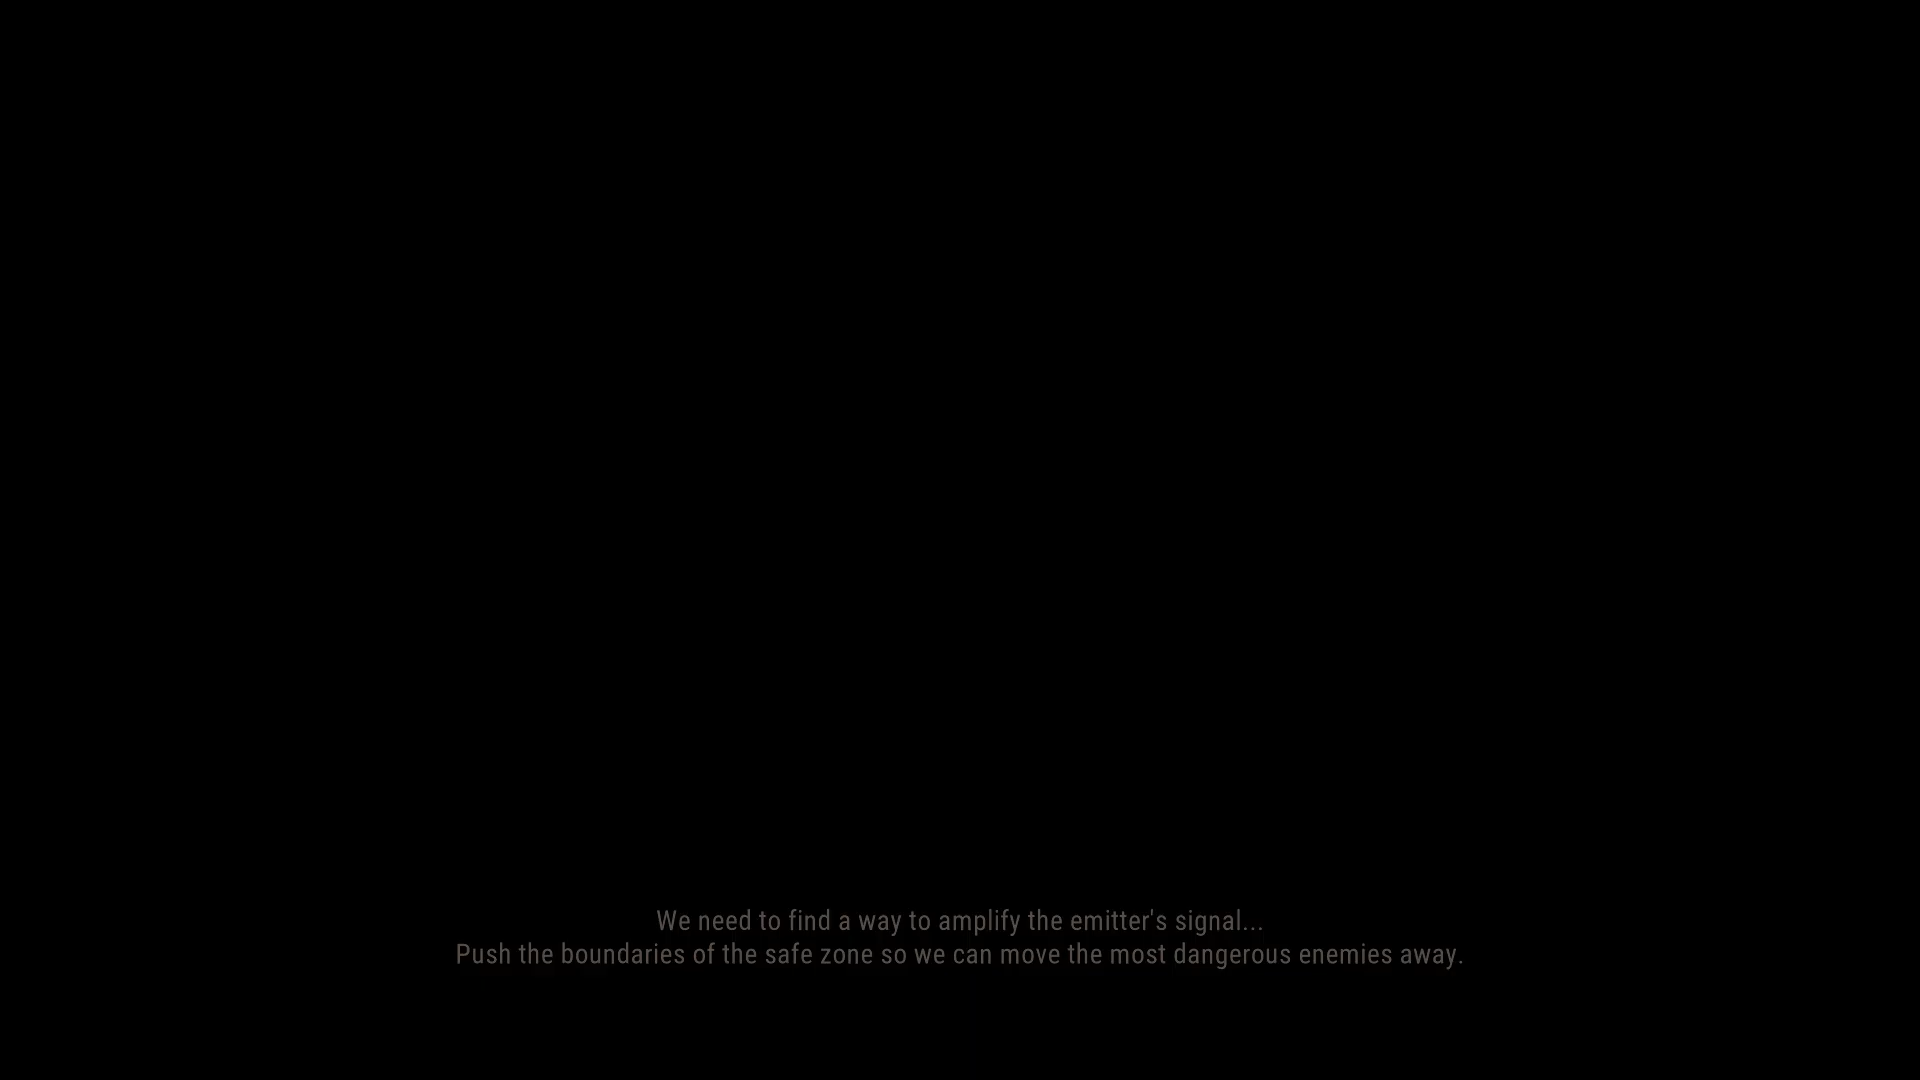 We need to find a way to amplify the emitter's signal...
Push the boundaries of the safe zone so we can move the most dangerous enemies away.